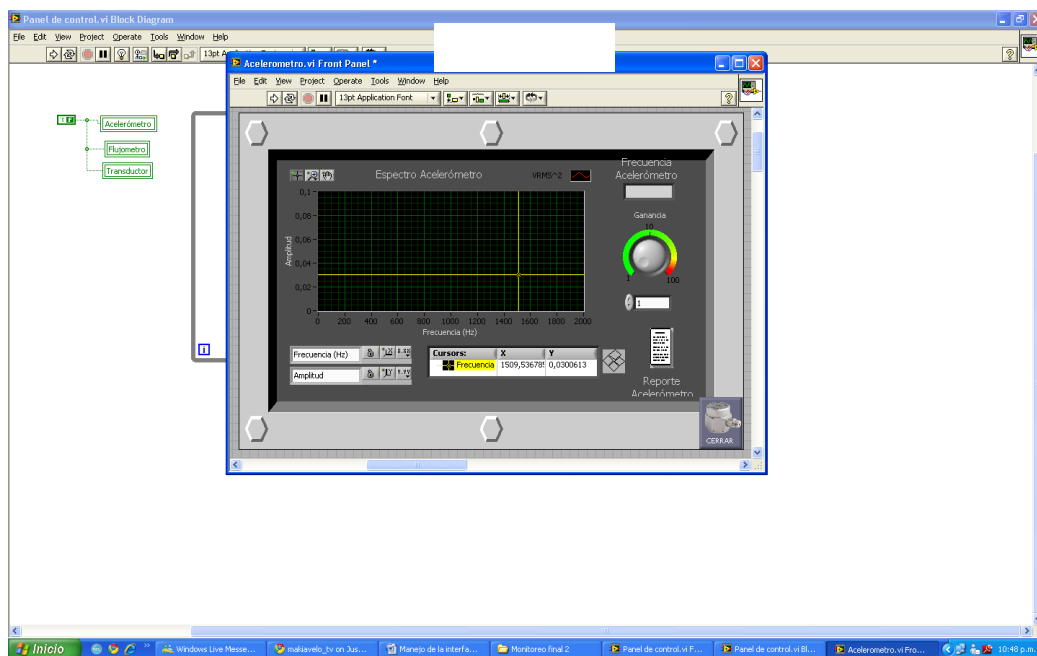 Panel de control.vi Block Diagram
File Edit View Project Operate Tools Window Help
13pt
Acelerómetro
Flujometro
Transductor
i
Acelerometro.vi Front Panel *
File Edit View Project Operate Tools Window Help
13pt Application Font
Espectro Acelerómetro
VRMS^2
Frecuencia
Acelerómetro
0,1
0,08
0,06
0,04
0,02
0
Amplitud
0 200 400 600 800 1000 1200 1400 1600 1800 2000
Frecuencia (Hz)
Ganancia
10
1 100
1
Frecuencia (Hz)
Amplitud
Cursors: X Y
Frecuencia 1509,53678 0,0300613
Reporte
Acelerómetro
CERRAR
Inicio
Windows Live Messe...
makiavelo_tv on Jus...
Manejo de la interfa...
Monitoreo final 2
Panel de control.vi F...
Panel de control.vi Bl...
Acelerometro.vi Fro...
10:48 p.m.